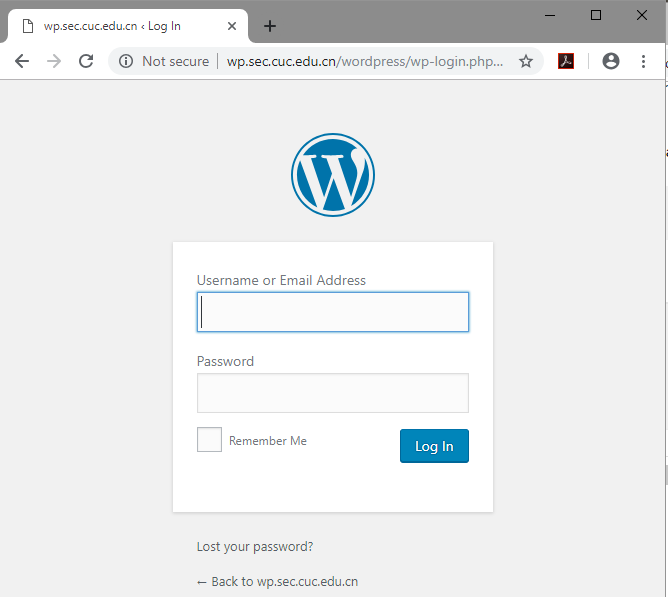 wp.sec.cuc.edu.cn ‹ Log In
Not secure wp.sec.cuc.edu.cn/wordpress/wp-login.php...
Username or Email Address
Password
Remember Me
Log In
Lost your password?
← Back to wp.sec.cuc.edu.cn